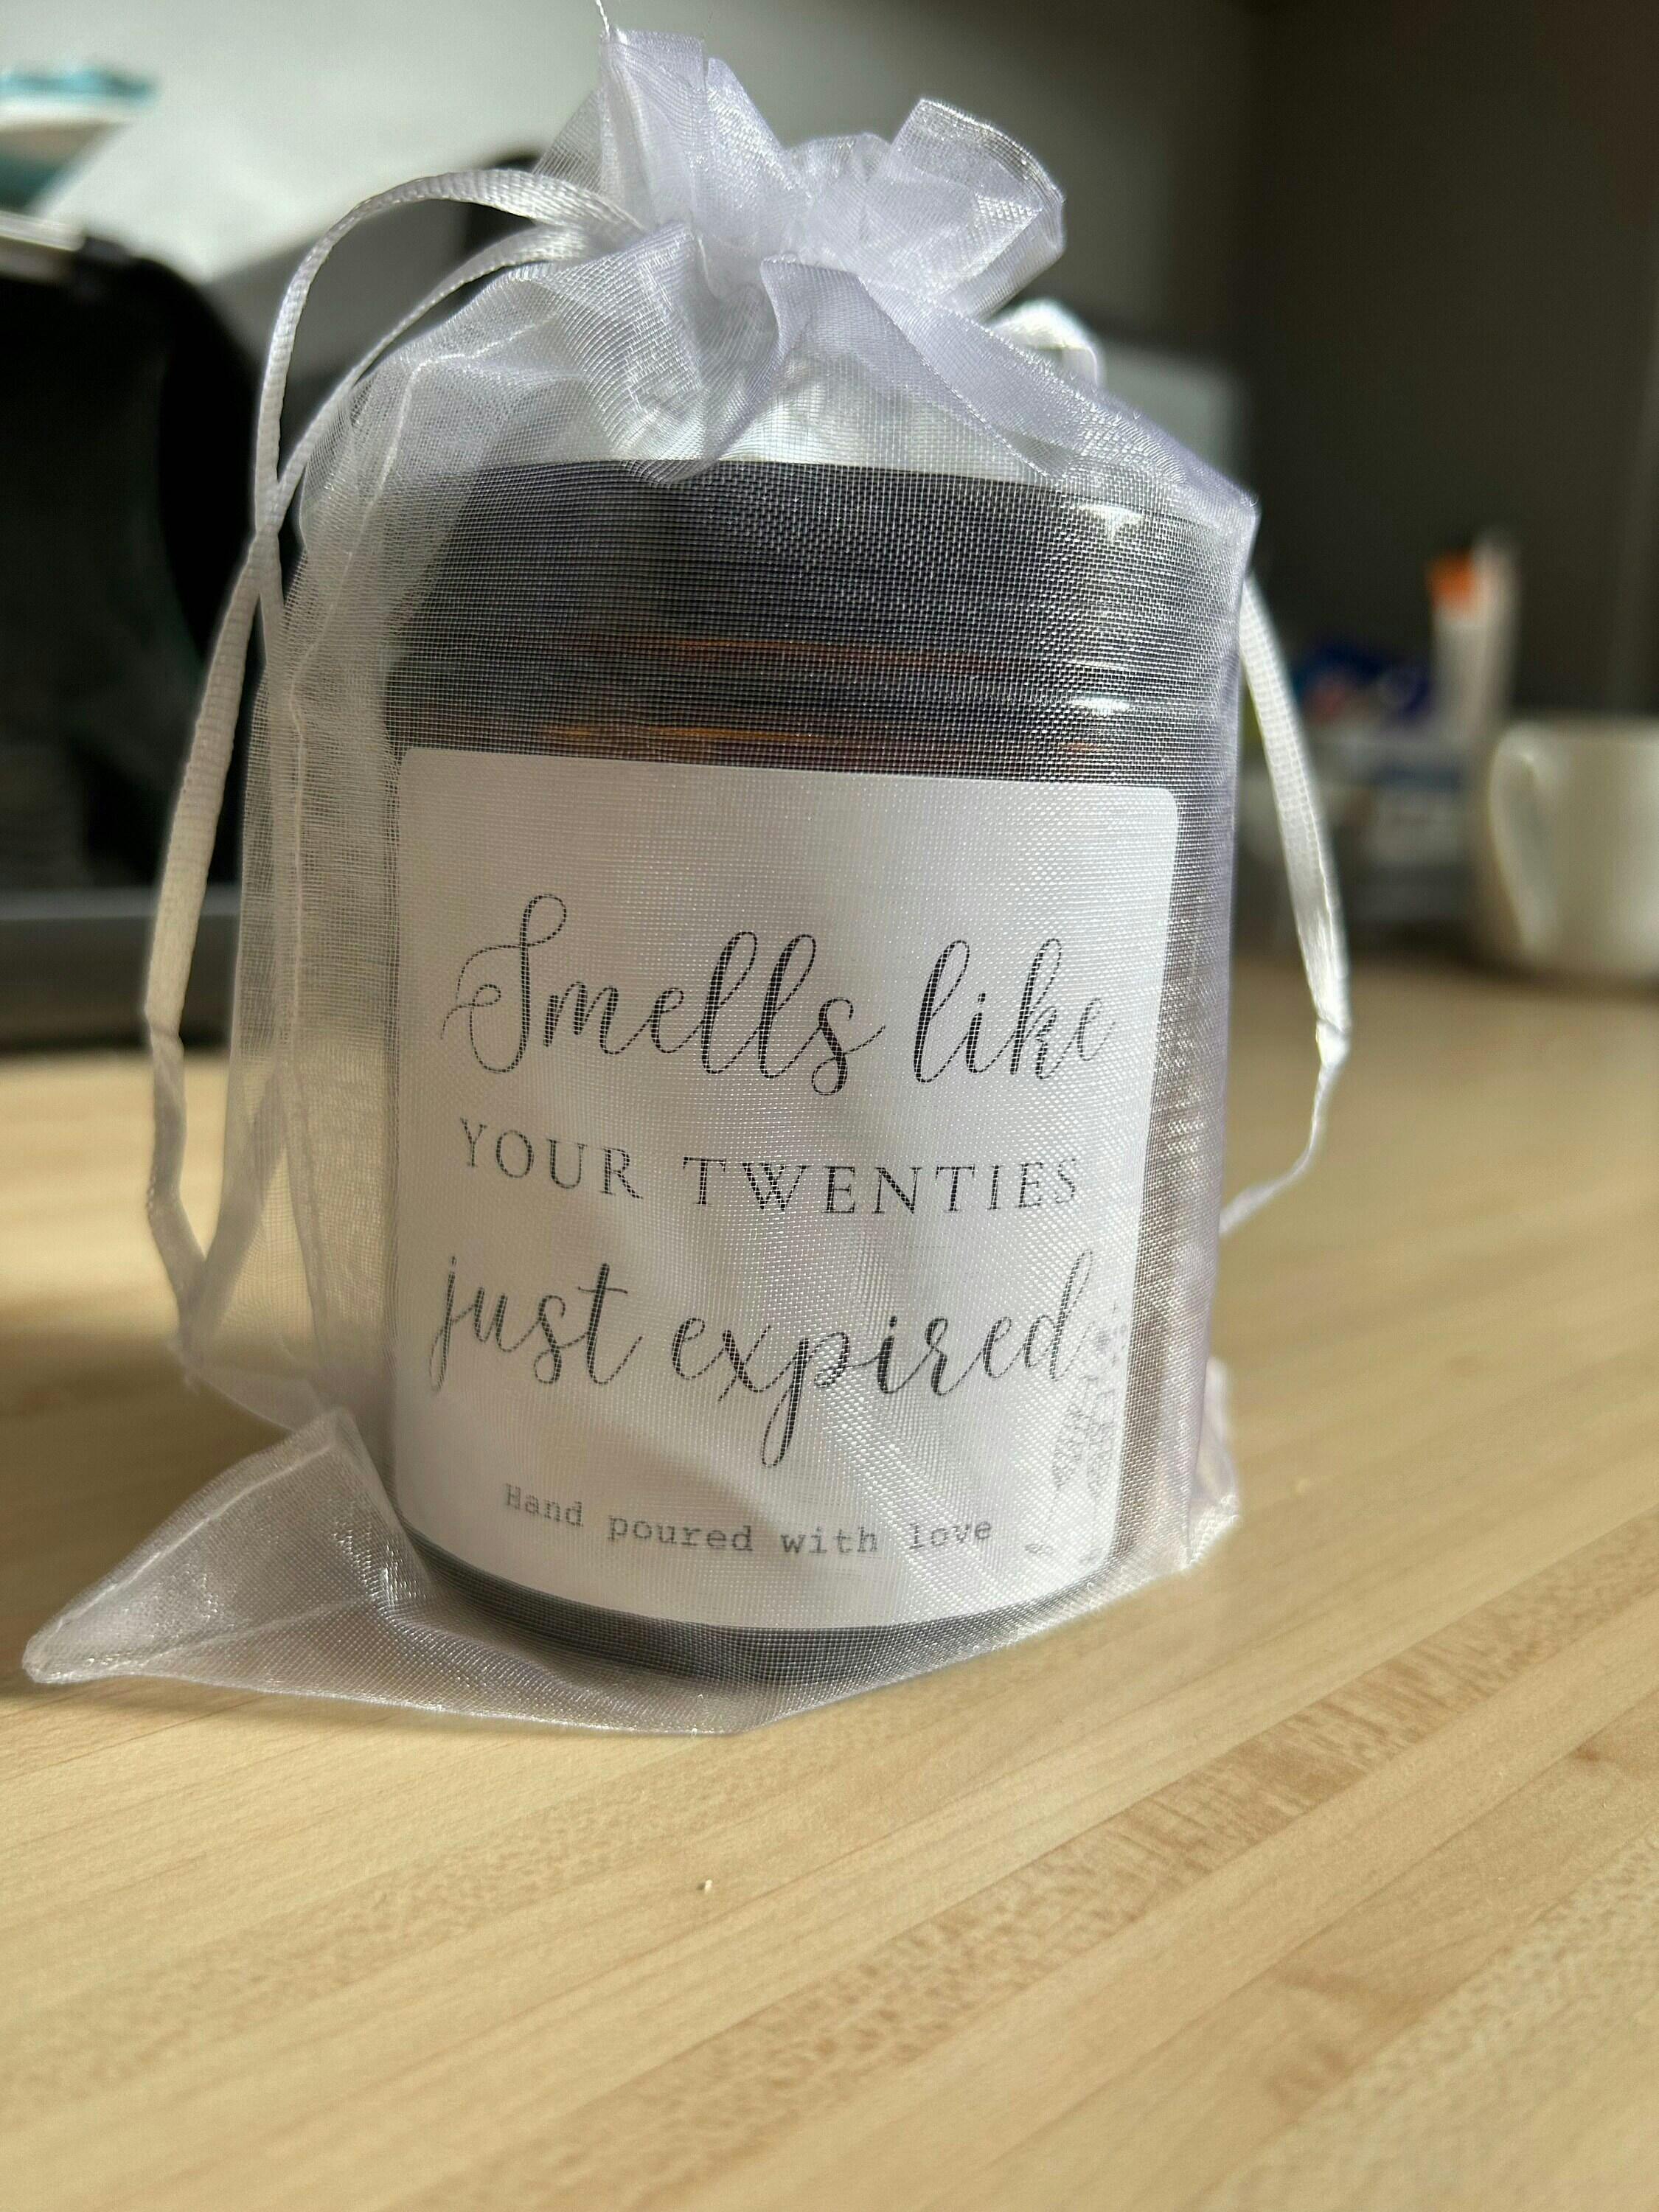 Smells like
YOUR TWENTIES
just expired
Hand poured with love